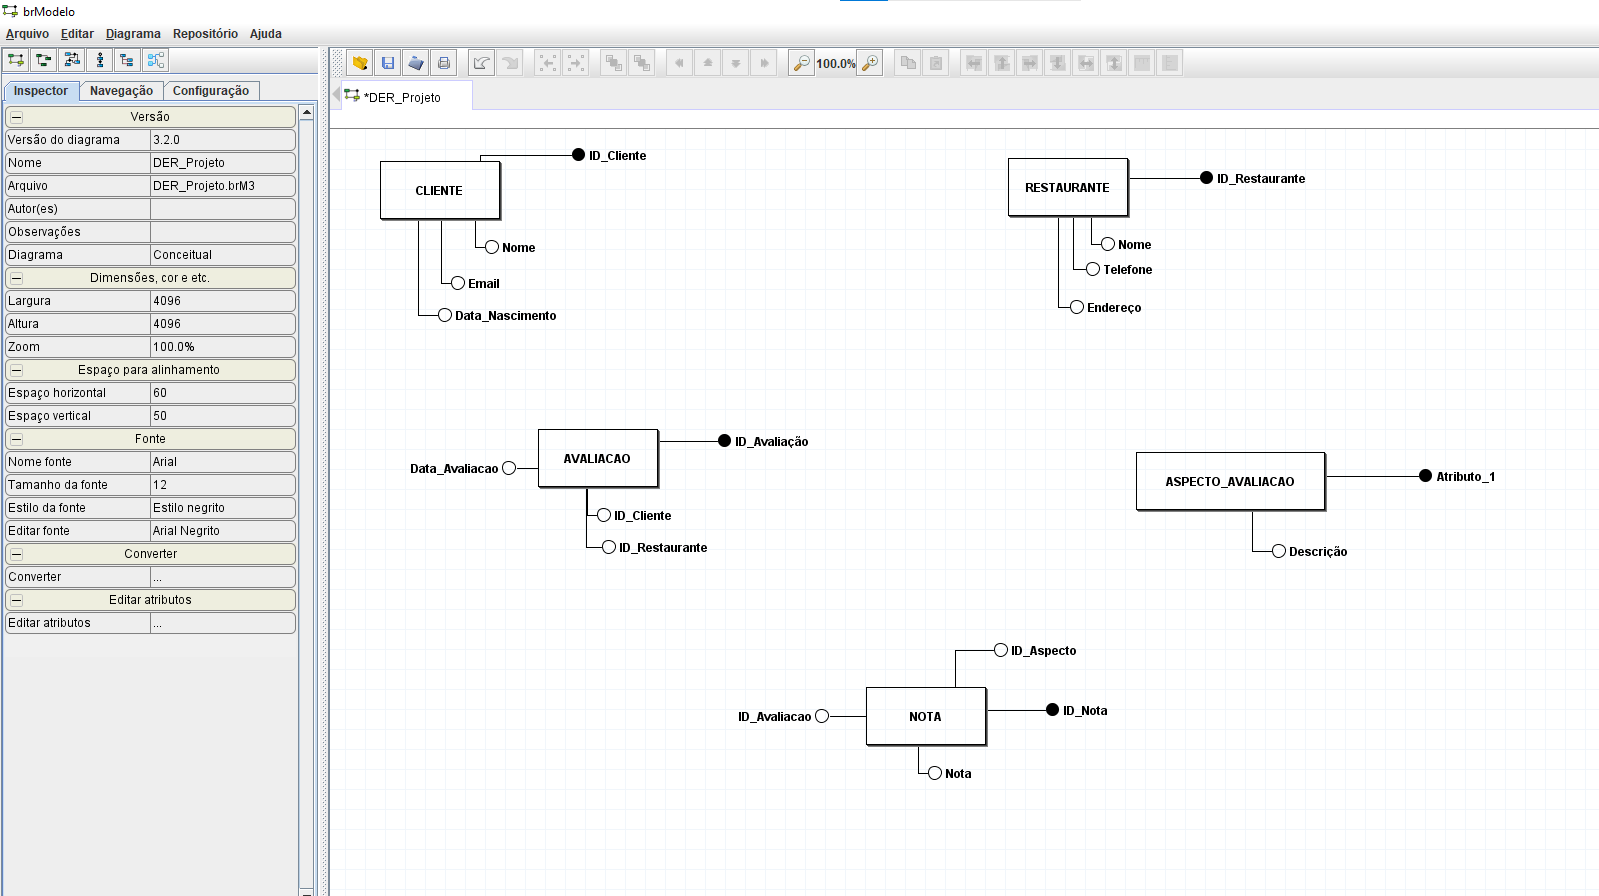 brModelo
Arquivo Editar Diagrama Repositório Ajuda
100.0%
Inspector Navegação Configuração
*DER_Projeto
Versão
Versão do diagrama 3.2.0
Nome DER_Projeto
Arquivo DER_Projeto.brM3
Autor(es)
Observações
Diagrama Conceitual
Dimensões, cor e etc.
Largura 4096
Altura 4096
Zoom 100.0%
Espaço para alinhamento
Espaço horizontal 60
Espaço vertical 50
Fonte
Nome fonte Arial
Tamanho da fonte 12
Estilo da fonte Estilo negrito
Editar fonte Arial Negrito
Converter
Converter ...
Editar atributos
Editar atributos ...
ID_Cliente
CLIENTE
Nome
Email
Data_Nascimento
ID_Restaurante
RESTAURANTE
Nome
Telefone
Endereço
ID_Avaliação
AVALIACAO
Data_Avaliacao
ID_Cliente
ID_Restaurante
ASPECTO_AVALIACAO
Atributo_1
Descrição
ID_Aspecto
ID_Avaliacao
NOTA
ID_Nota
Nota